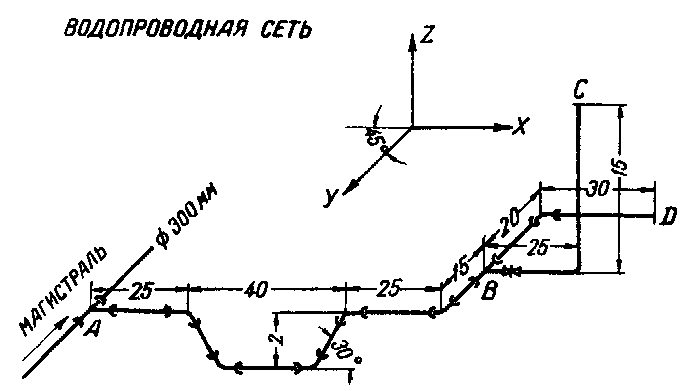 ВОДОПРОВОДНАЯ СЕТЬ
Z
X
Y
45°
C
15
30
D
20
25
15
B
ϕ 300 мм
МАГИСТРАЛЬ
A
25
40
25
2
30°